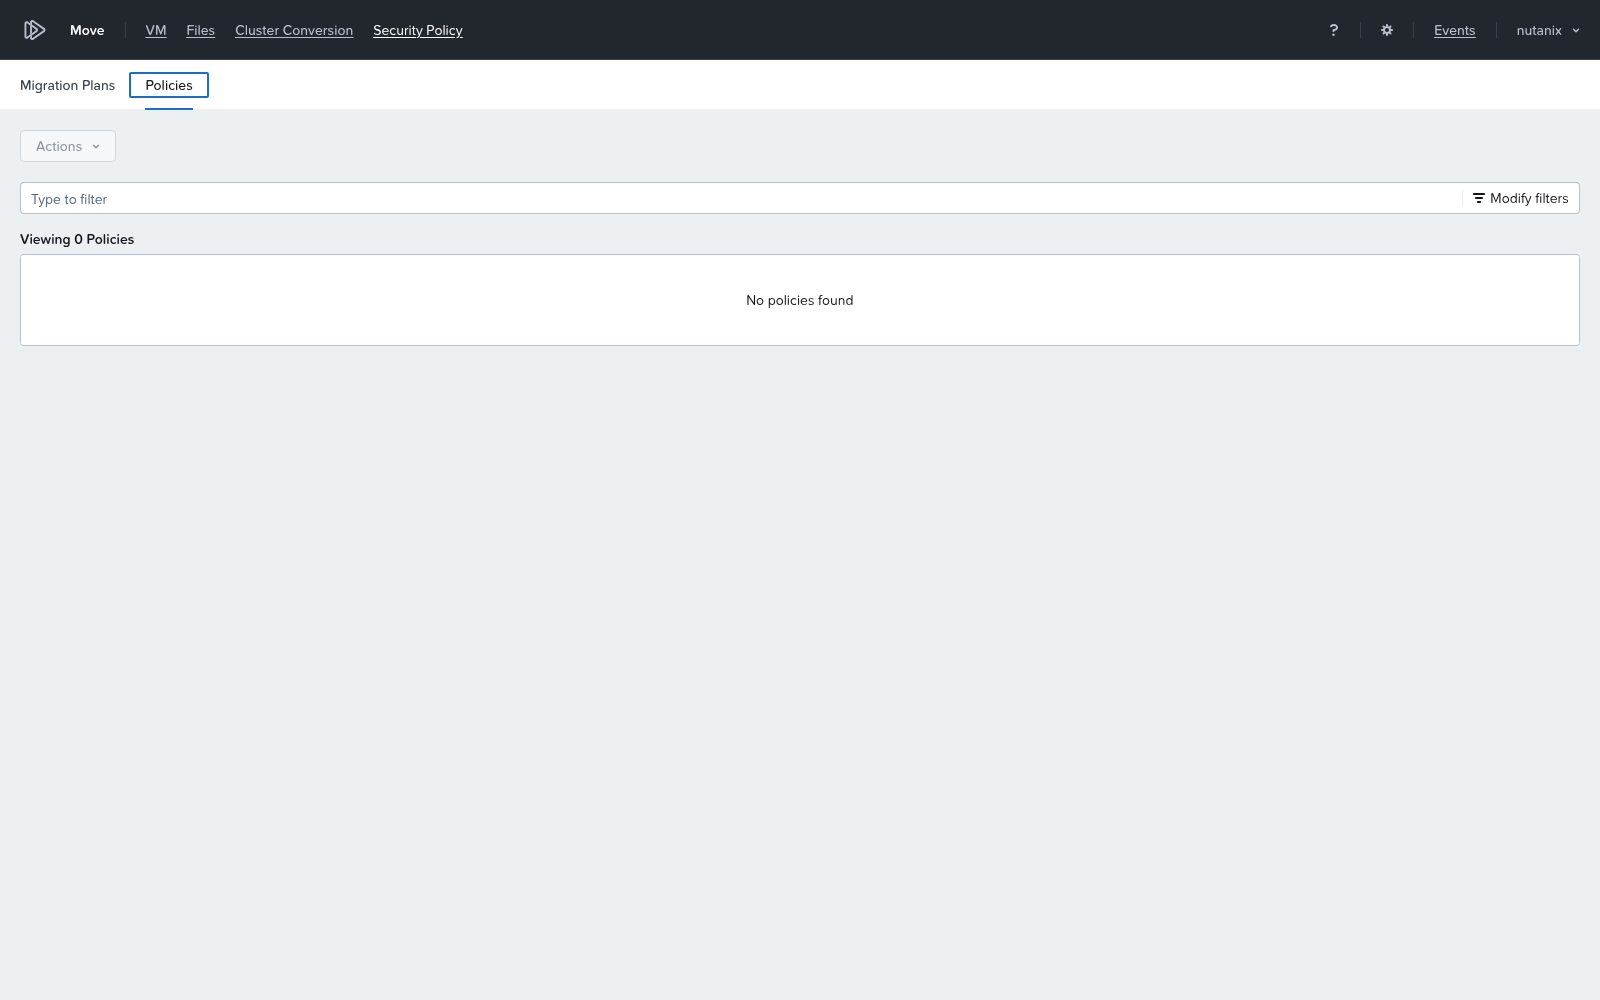 Move VM Files Cluster Conversion Security Policy ? Events nutanix
Migration Plans Policies
Actions
Type to filter Modify filters
Viewing 0 Policies
No policies found